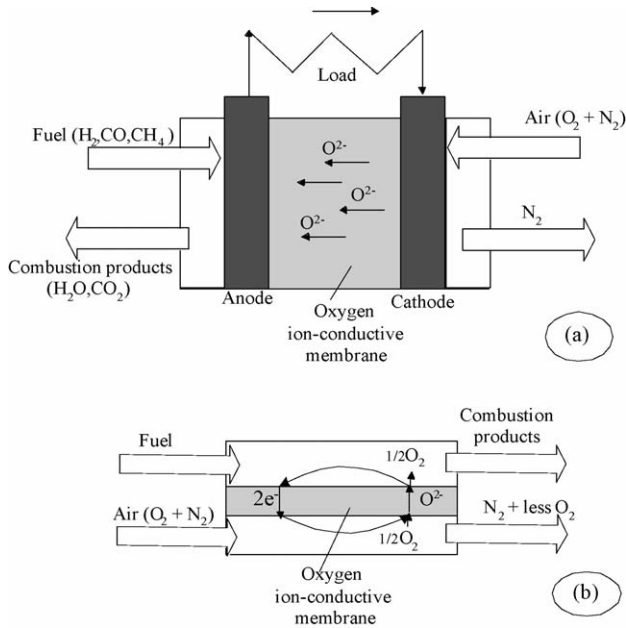 Load
Fuel (H₂,CO,CH₄)
Air (O₂ + N₂)
O²⁻
O²⁻
O²⁻
O²⁻
N₂
Combustion products
(H₂O,CO₂)
Anode
Cathode
Oxygen
ion-conductive
membrane
(a)
Fuel
Combustion
products
1/2O₂
2e⁻
O²⁻
Air (O₂ + N₂)
N₂ + less O₂
1/2O₂
Oxygen
ion-conductive
membrane
(b)